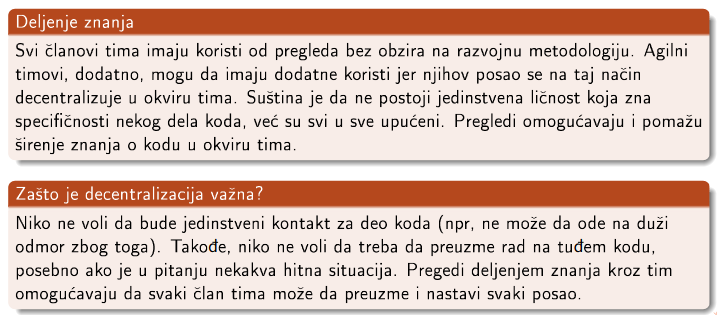 Deljenje znanja
Svi članovi tima imaju koristi od pregleda bez obzira na razvojnu metodologiju. Agilni
timovi, dodatno, mogu da imaju dodatne koristi jer njihov posao se na taj način
decentralizuje u okviru tima. Suština je da ne postoji jedinstvena ličnost koja zna
specifičnosti nekog dela koda, već su svi u sve upućeni. Pregledi omogućavaju i pomažu
širenje znanja o kodu u okviru tima.
Zašto je decentralizacija važna?
Niko ne voli da bude jedinstveni kontakt za deo koda (npr, ne može da ode na duži
odmor zbog toga). Takođe, niko ne voli da treba da preuzme rad na tuđem kodu,
posebno ako je u pitanju nekakva hitna situacija. Pregedi deljenjem znanja kroz tim
omogućavaju da svaki član tima može da preuzme i nastavi svaki posao.